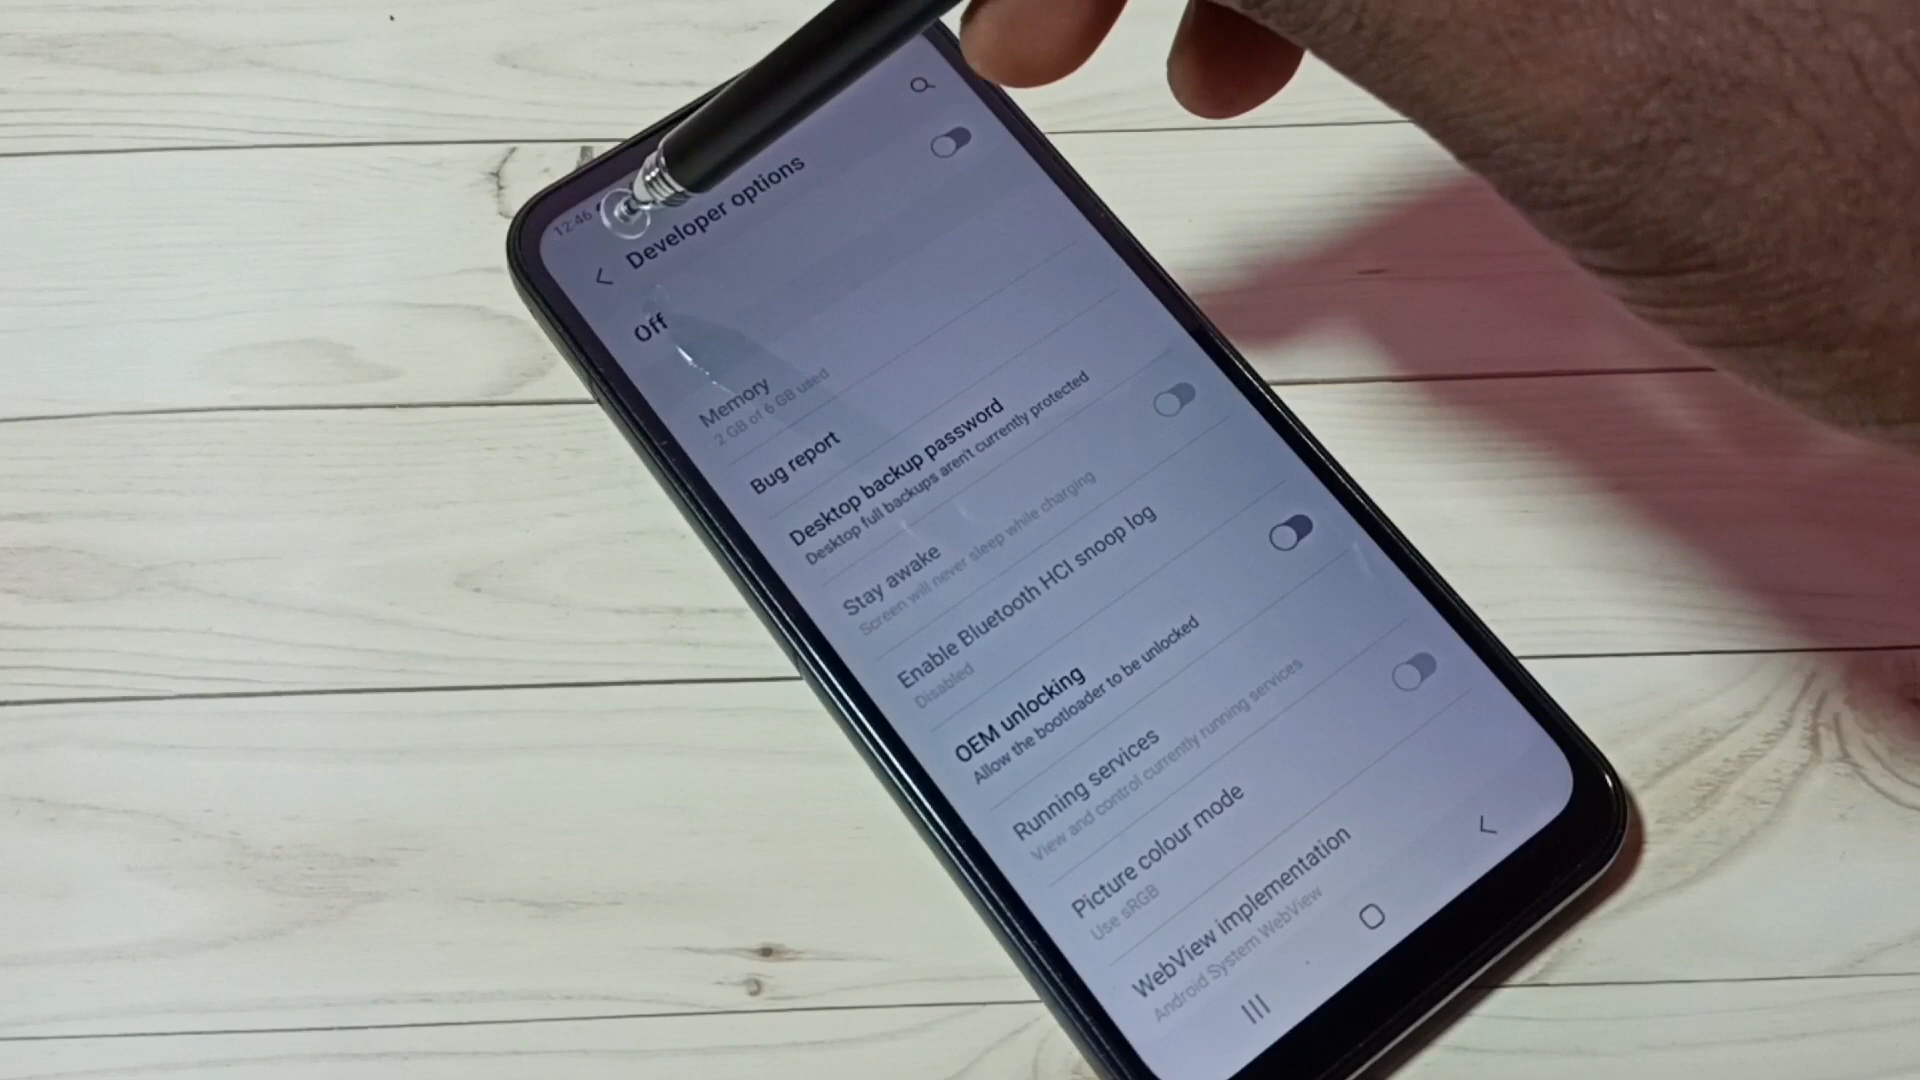 12:46
Developer options
Off
Memory
2 GB of 6 GB used
Bug report
Desktop backup password
Desktop full backups aren't currently protected
Stay awake
Screen will never sleep while charging
Enable Bluetooth HCI snoop log
Disabled
OEM unlocking
Allow the bootloader to be unlocked
Running services
View and control currently running services
Picture colour mode
Use sRGB
WebView implementation
Android System WebView